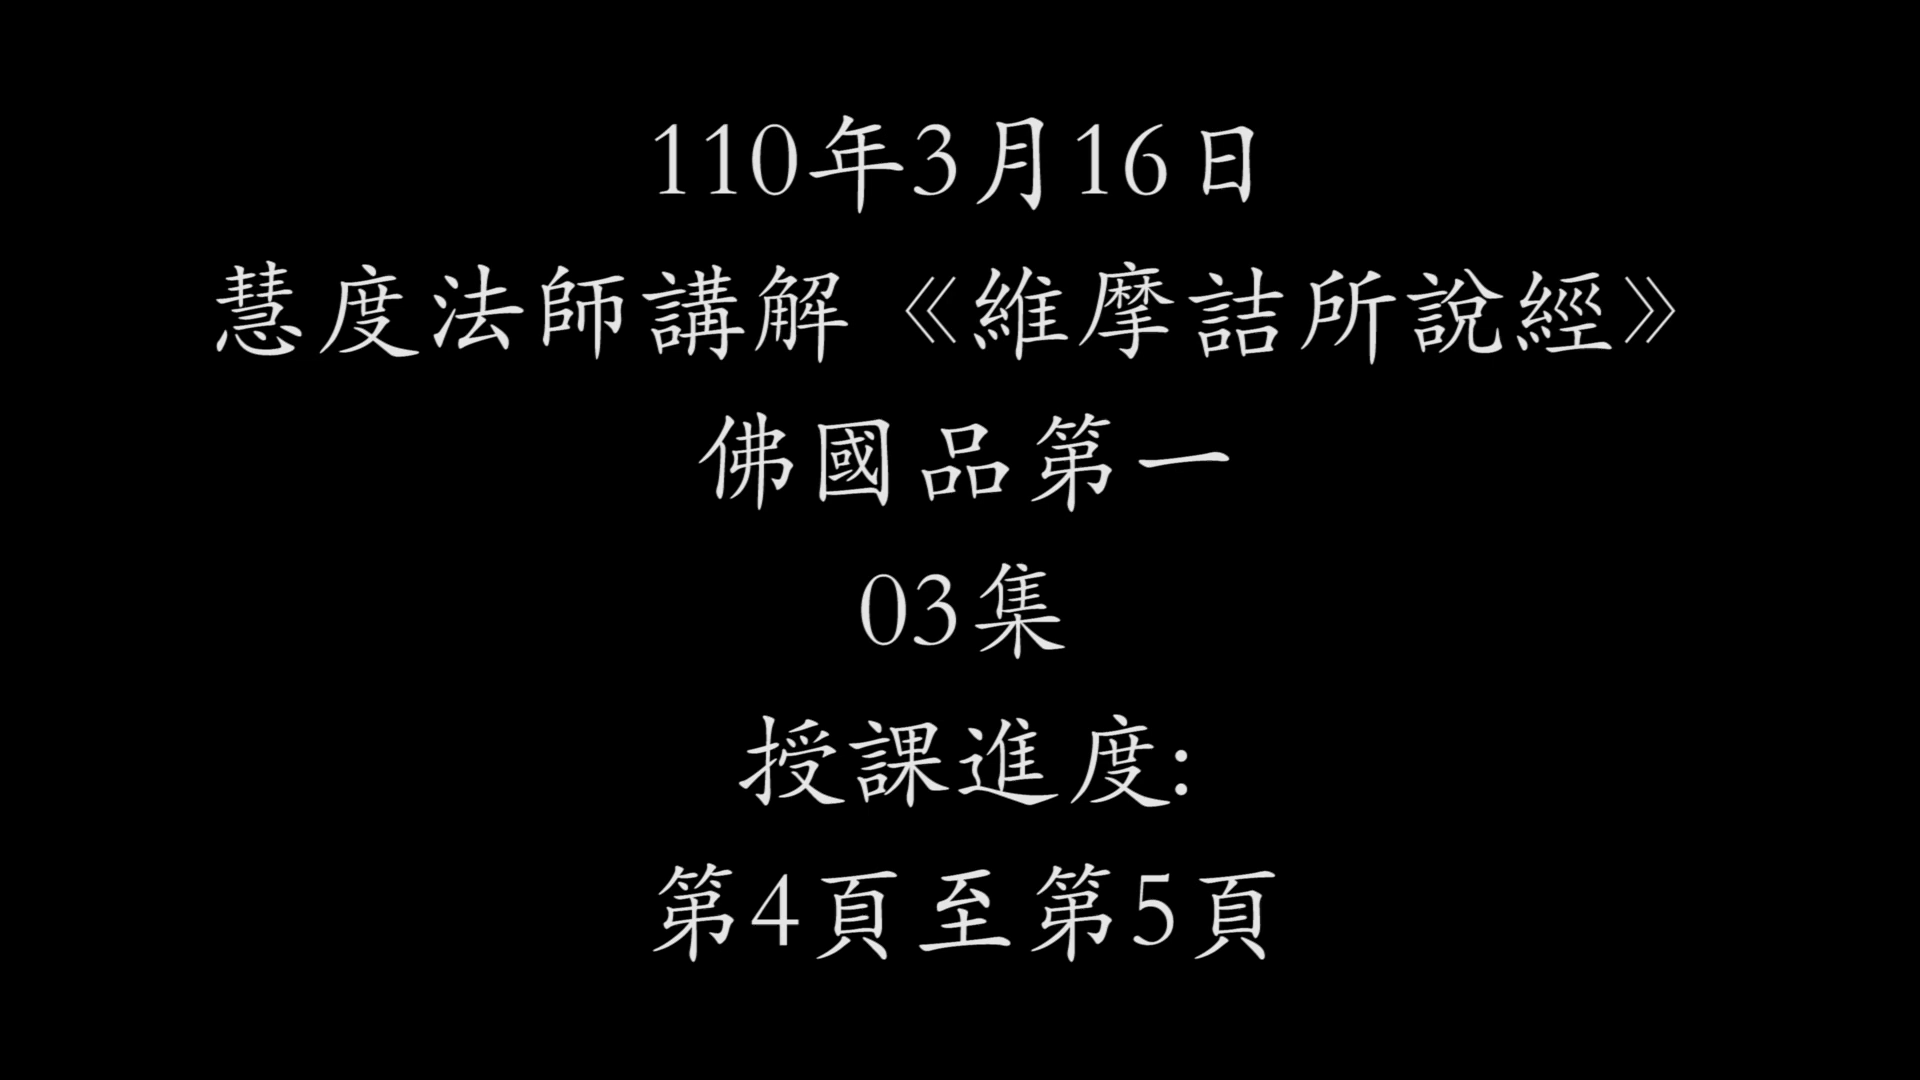 110年3月16日
慧度法師講解《維摩詰所說經》
佛國品第一
03集
授課進度:
第4頁至第5頁